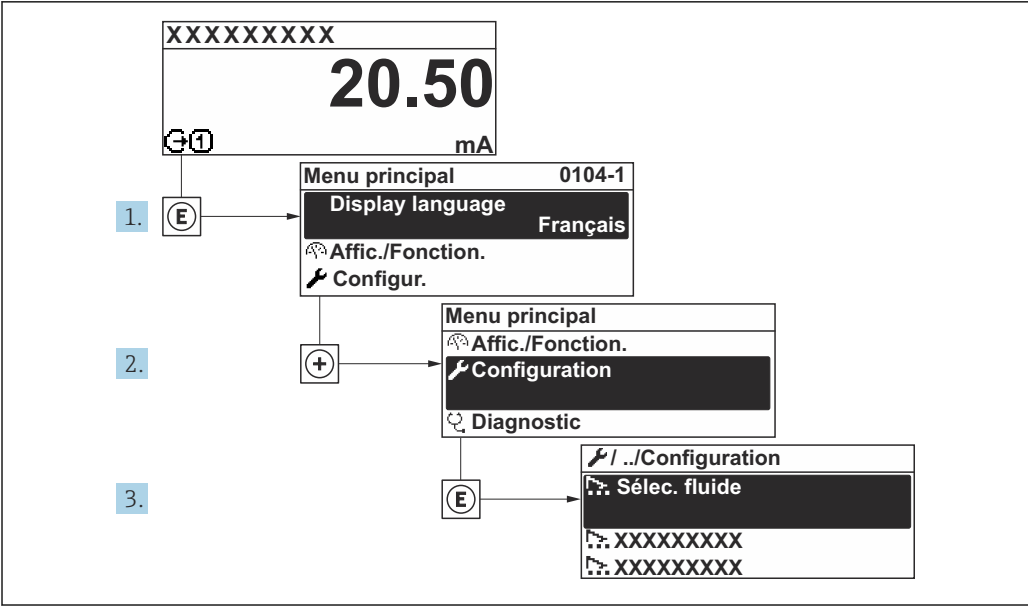 XXXXXXXXX
20.50
1 mA
Menu principal 0104-1
Display language
Français
1. E
Affic./Fonction.
Configur.
Menu principal
Affic./Fonction.
2. +
Configuration
Diagnostic
/ ../Configuration
Sélec. fluide
3. E
XXXXXXXXX
XXXXXXXXX